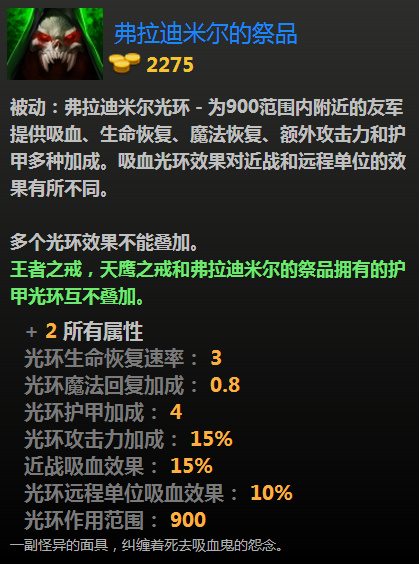 弗拉迪米尔的祭品
2275
被动：弗拉迪米尔光环 - 为900范围内附近的友军
提供吸血、生命恢复、魔法恢复、额外攻击力和护
甲多种加成。吸血光环效果对近战和远程单位的效
果有所不同。
多个光环效果不能叠加。
王者之戒，天鹰之戒和弗拉迪米尔的祭品拥有的护
甲光环互不叠加。
+ 2 所有属性
光环生命恢复速率： 3
光环魔法回复加成： 0.8
光环护甲加成： 4
光环攻击力加成： 15%
近战吸血效果： 15%
光环远程单位吸血效果： 10%
光环作用范围： 900
一副怪异的面具，纠缠着死去吸血鬼的怨念。